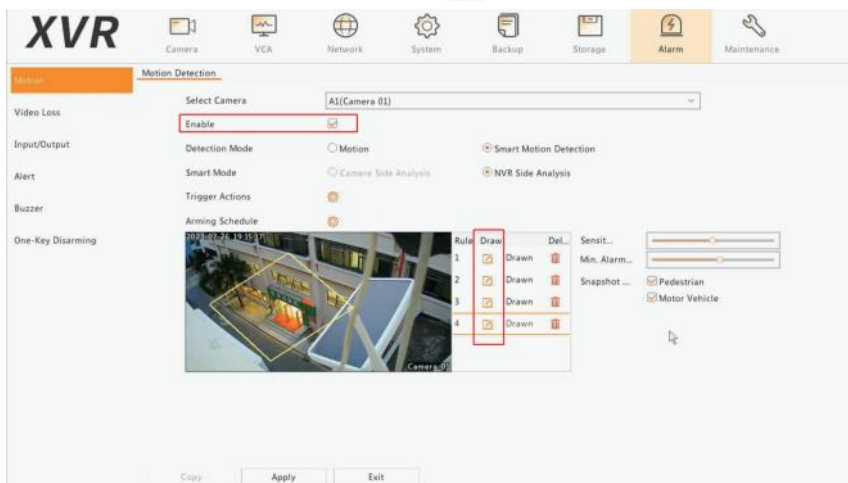 XVR
Camera VCA Network System Backup Storage Alarm Maintenance
Motion
Motion Detection
Video Loss
Input/Output
Alert
Buzzer
One-Key Disarming
Select Camera A1(Camera 01)
Enable
Detection Mode Motion Smart Motion Detection
Smart Mode Camera Side Analysis NVR Side Analysis
Trigger Actions
Arming Schedule
Rule Draw Del...
1 Drawn
2 Drawn
3 Drawn
4 Drawn
Sensit...
Min. Alarm...
Snapshot ... Pedestrian
Motor Vehicle
Camera 01
Copy Apply Exit